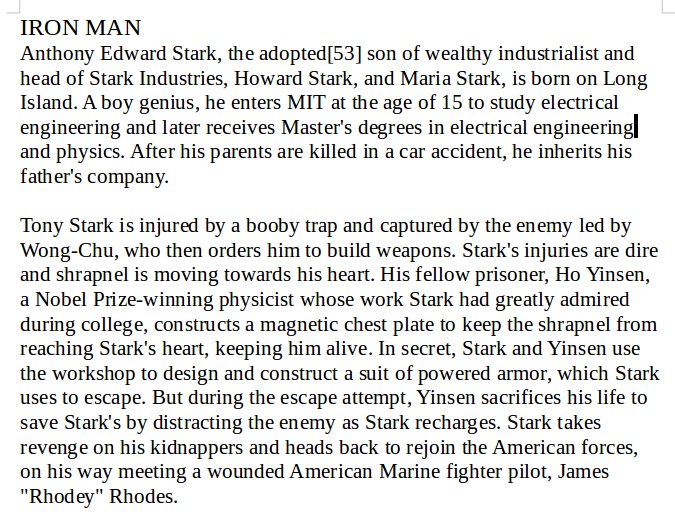 IRON MAN
Anthony Edward Stark, the adopted[53] son of wealthy industrialist and
head of Stark Industries, Howard Stark, and Maria Stark, is born on Long
Island. A boy genius, he enters MIT at the age of 15 to study electrical
engineering and later receives Master's degrees in electrical engineering
and physics. After his parents are killed in a car accident, he inherits his
father's company.

Tony Stark is injured by a booby trap and captured by the enemy led by
Wong-Chu, who then orders him to build weapons. Stark's injuries are dire
and shrapnel is moving towards his heart. His fellow prisoner, Ho Yinsen,
a Nobel Prize-winning physicist whose work Stark had greatly admired
during college, constructs a magnetic chest plate to keep the shrapnel from
reaching Stark's heart, keeping him alive. In secret, Stark and Yinsen use
the workshop to design and construct a suit of powered armor, which Stark
uses to escape. But during the escape attempt, Yinsen sacrifices his life to
save Stark's by distracting the enemy as Stark recharges. Stark takes
revenge on his kidnappers and heads back to rejoin the American forces,
on his way meeting a wounded American Marine fighter pilot, James
"Rhodey" Rhodes.